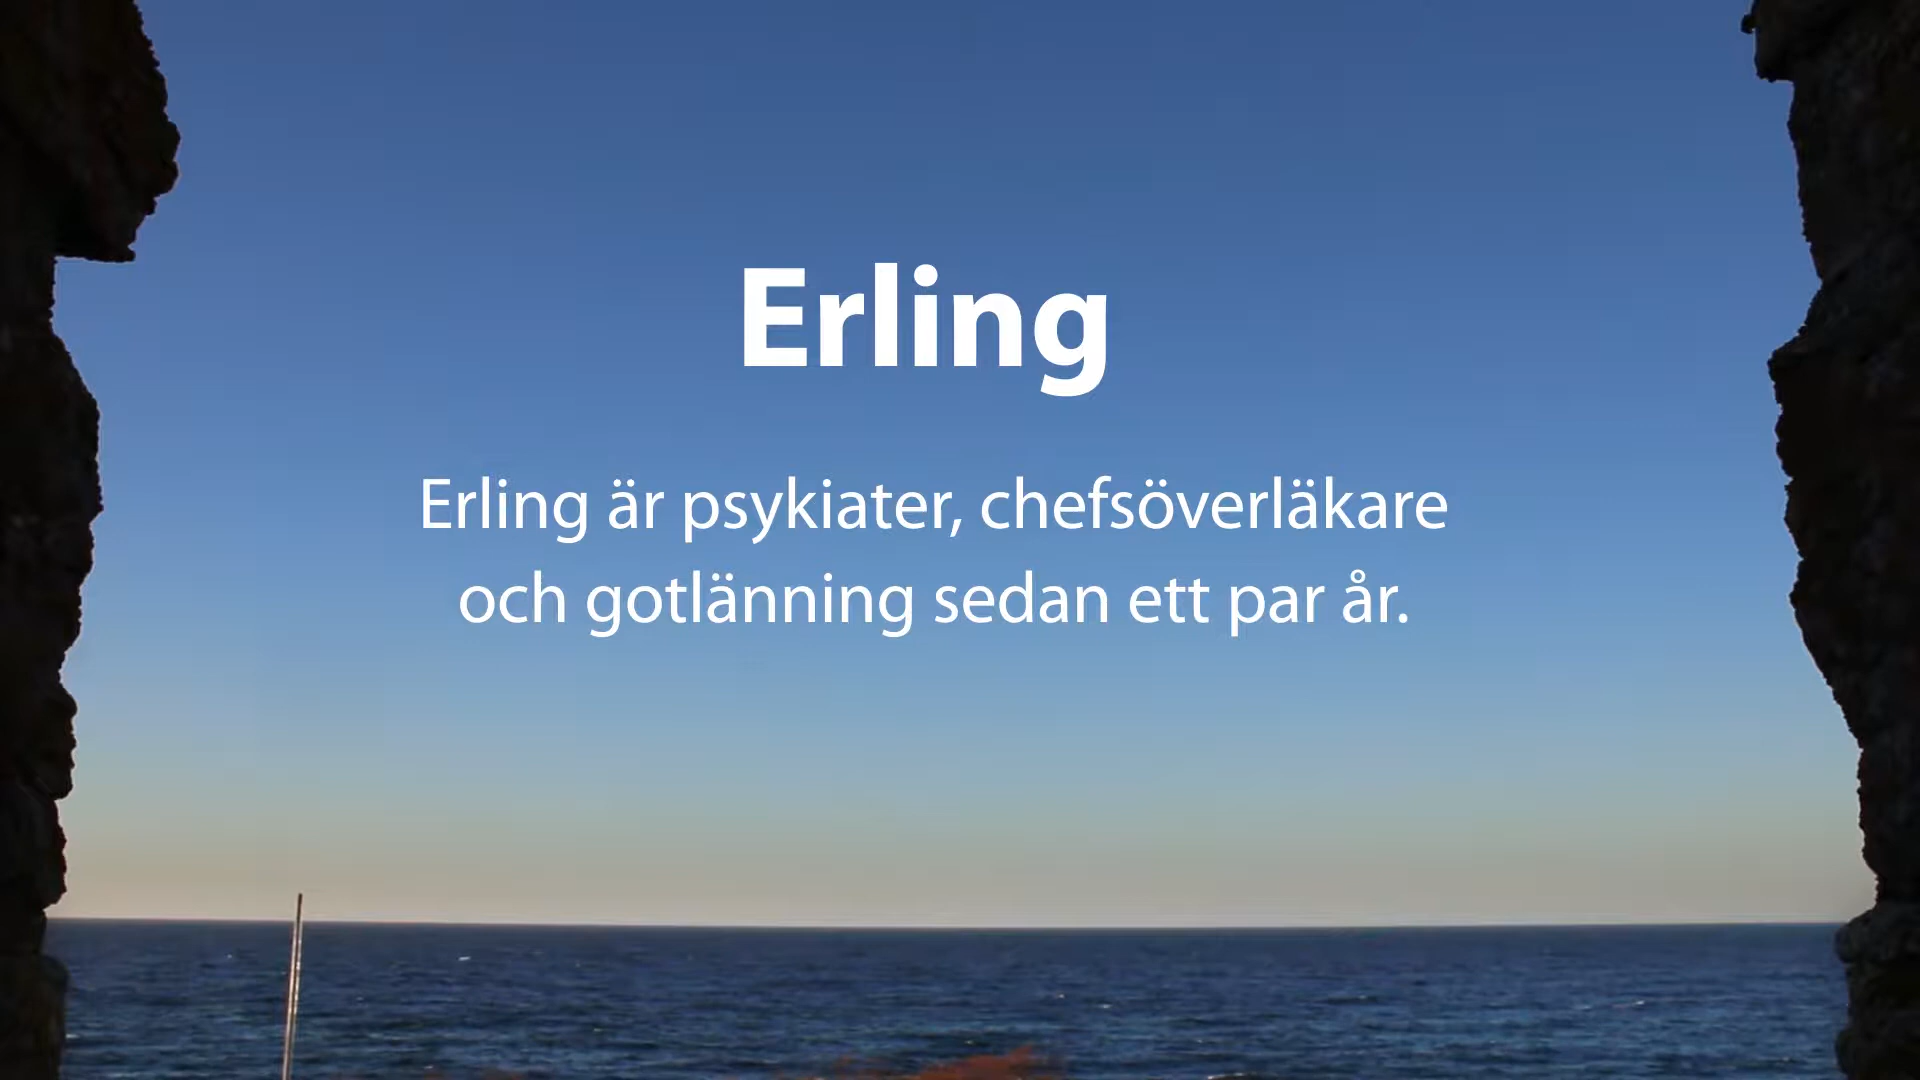 Erling
Erling är psykiater, chefsöverläkare
och gotlänning sedan ett par år.